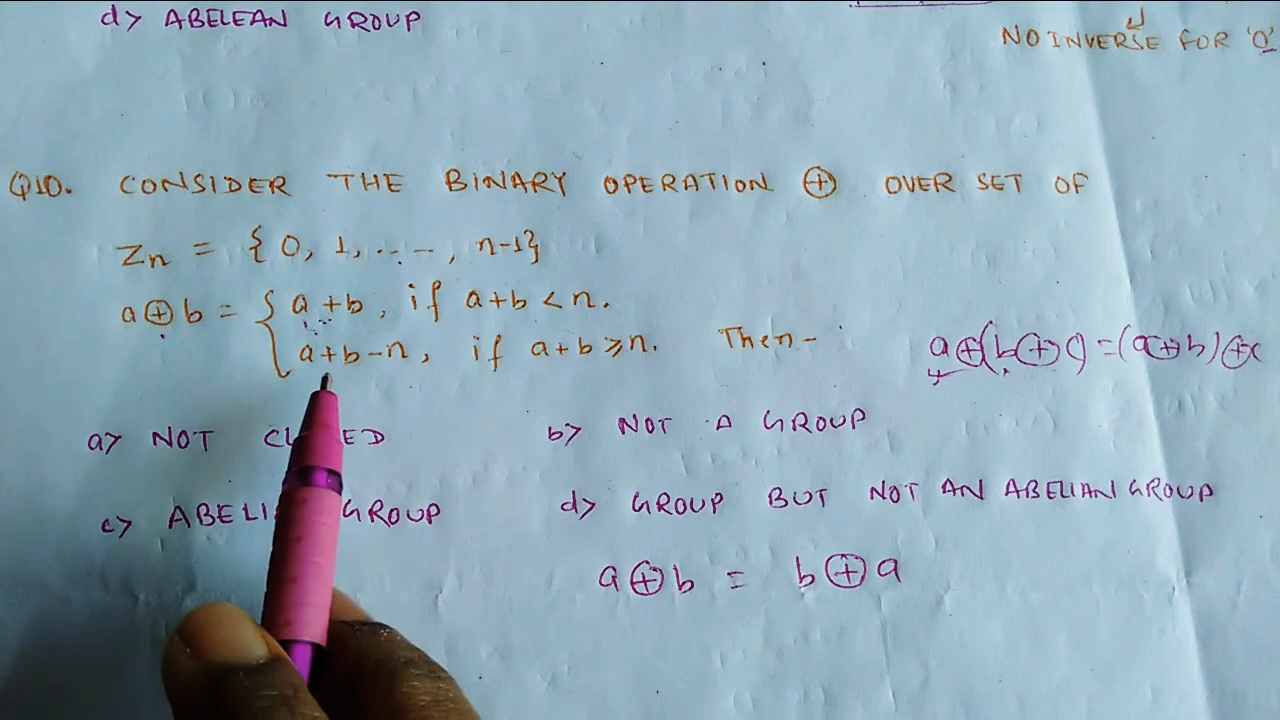 d> ABELEAN GROUP
NO INVERSE FOR '0'
Q10. CONSIDER THE BINARY OPERATION ⊕ OVER SET OF
Zn = {0, 1, ... -, n-1}
a⊕b = { a+b, if a+b < n.
a+b-n, if a+b ≥ n. Then-
a⊕(b⊕c) = (a⊕b)⊕c
a> NOT b> NOT A GROUP
c> GROUP d> GROUP BUT NOT AN ABELIAN GROUP
a⊕b = b⊕a